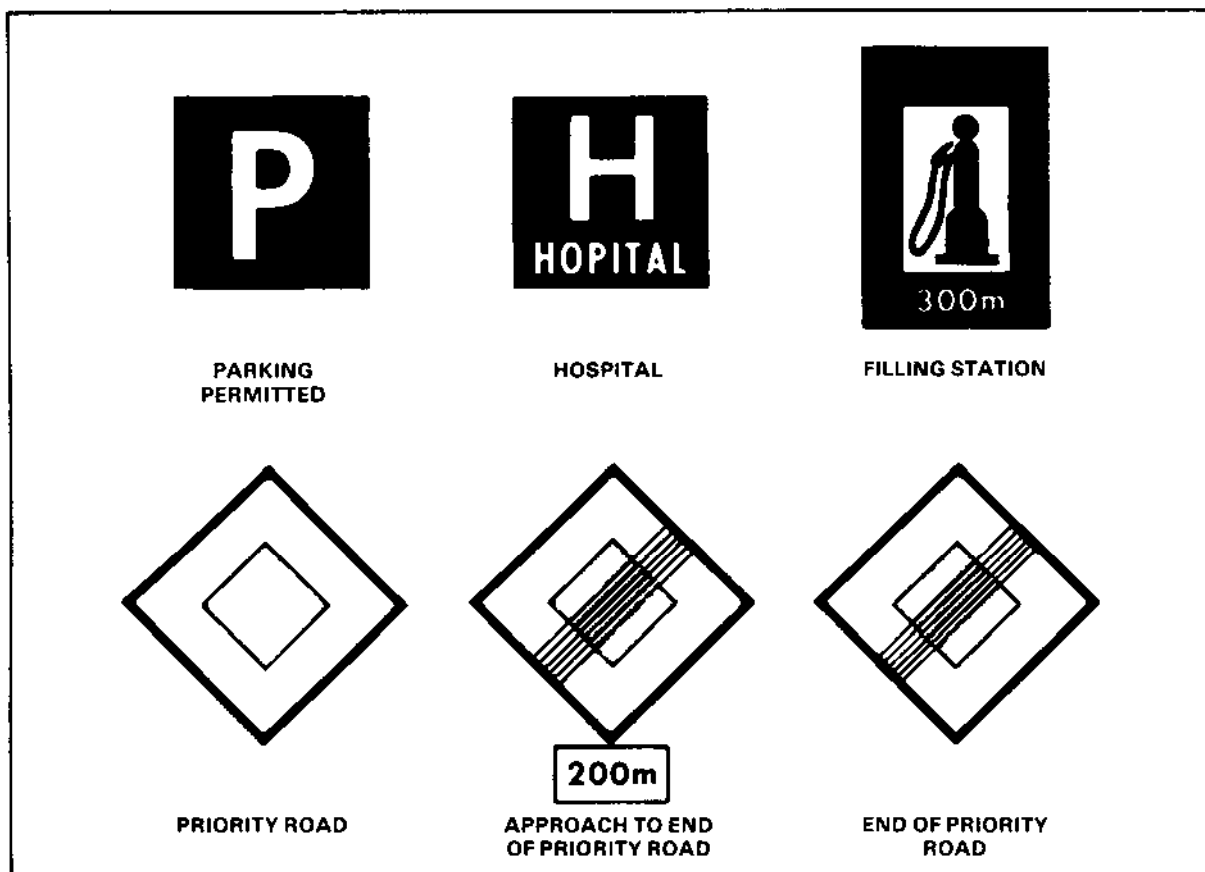 P
H
HOPITAL
300m
PARKING
PERMITTED
HOSPITAL
FILLING STATION
200m
PRIORITY ROAD
APPROACH TO END
OF PRIORITY ROAD
END OF PRIORITY
ROAD